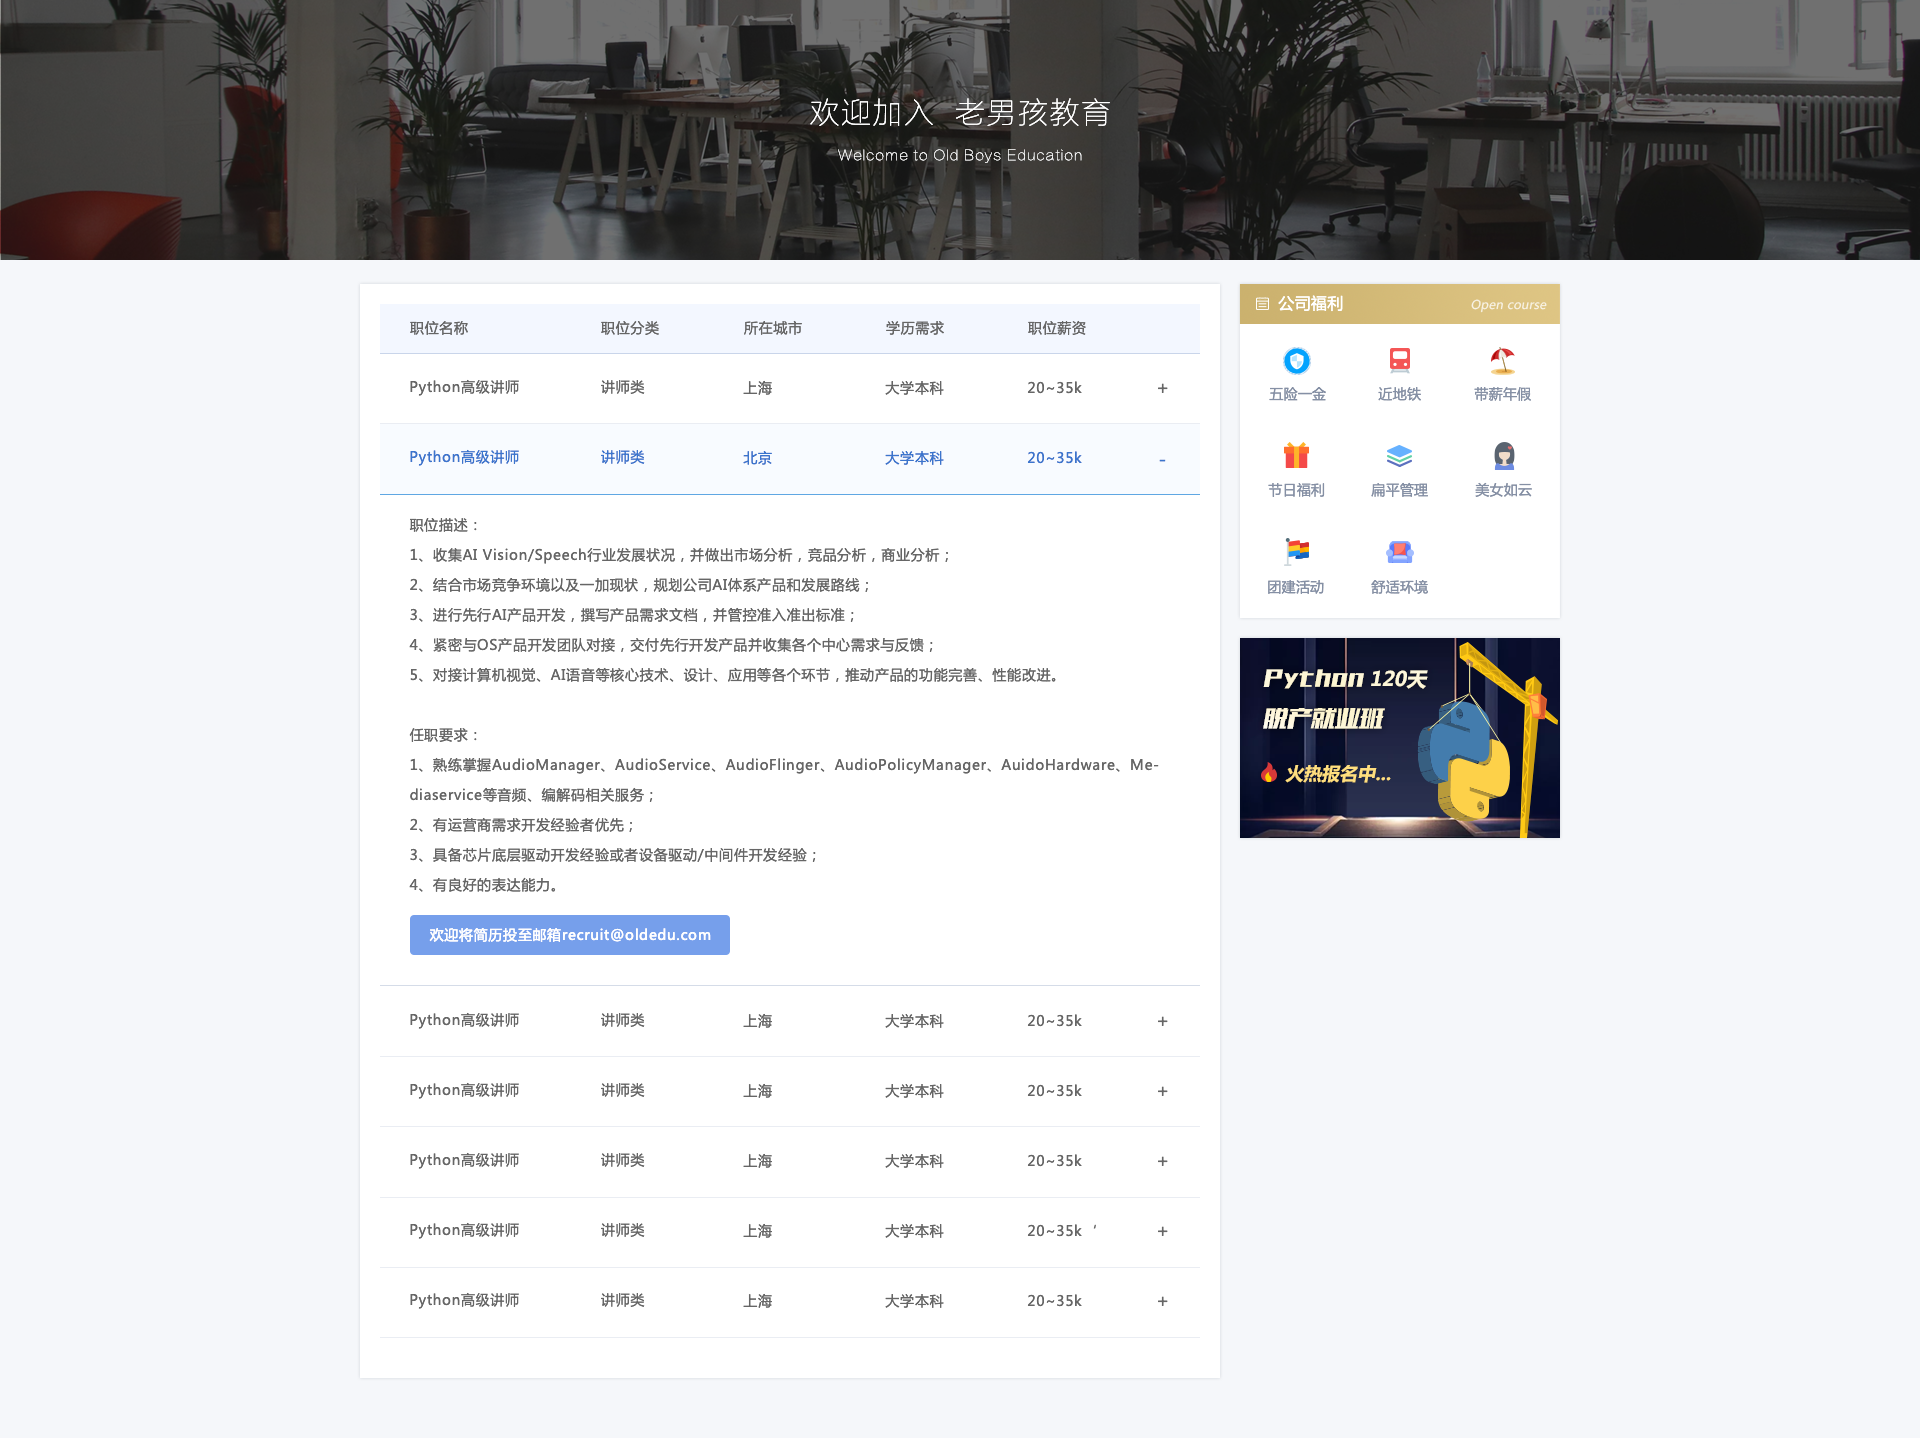 欢迎加入 老男孩教育
Welcome to Old Boys Education
职位名称 职位分类 所在城市 学历需求 职位薪资
Python高级讲师 讲师类 上海 大学本科 20~35k +
Python高级讲师 讲师类 北京 大学本科 20~35k -
职位描述：
1、收集AI Vision/Speech行业发展状况，并做出市场分析，竞品分析，商业分析；
2、结合市场竞争环境以及一加现状，规划公司AI体系产品和发展路线；
3、进行先行AI产品开发，撰写产品需求文档，并管控准入准出标准；
4、紧密与OS产品开发团队对接，交付先行开发产品并收集各个中心需求与反馈；
5、对接计算机视觉、AI语音等核心技术、设计、应用等各个环节，推动产品的功能完善、性能改进。
任职要求：
1、熟练掌握AudioManager、AudioService、AudioFlinger、AudioPolicyManager、AuidoHardware、Me-
diaservice等音频、编解码相关服务；
2、有运营商需求开发经验者优先；
3、具备芯片底层驱动开发经验或者设备驱动/中间件开发经验；
4、有良好的表达能力。
欢迎将简历投至邮箱recruit@oldedu.com
Python高级讲师 讲师类 上海 大学本科 20~35k +
Python高级讲师 讲师类 上海 大学本科 20~35k +
Python高级讲师 讲师类 上海 大学本科 20~35k +
Python高级讲师 讲师类 上海 大学本科 20~35k ′ +
Python高级讲师 讲师类 上海 大学本科 20~35k +
公司福利 Open course
五险一金 近地铁 带薪年假
节日福利 扁平管理 美女如云
团建活动 舒适环境
Python 120天
脱产就业班
火热报名中...